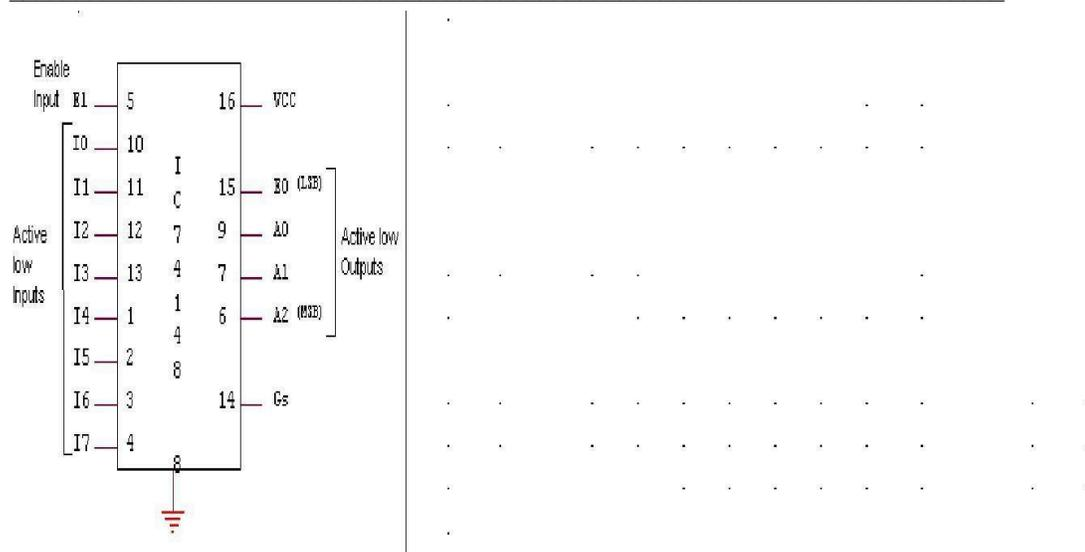 Enable
Input E1 5 16 VCC
I0 10
I1 11 15 E0 (LSB)
I2 12 9 A0
I3 13 7 A1
I4 1 6 A2 (MSB)
I5 2
I6 3 14 Gs
I7 4
8
I
C
7
4
1
4
8
Active
low
Inputs
Active low
Outputs